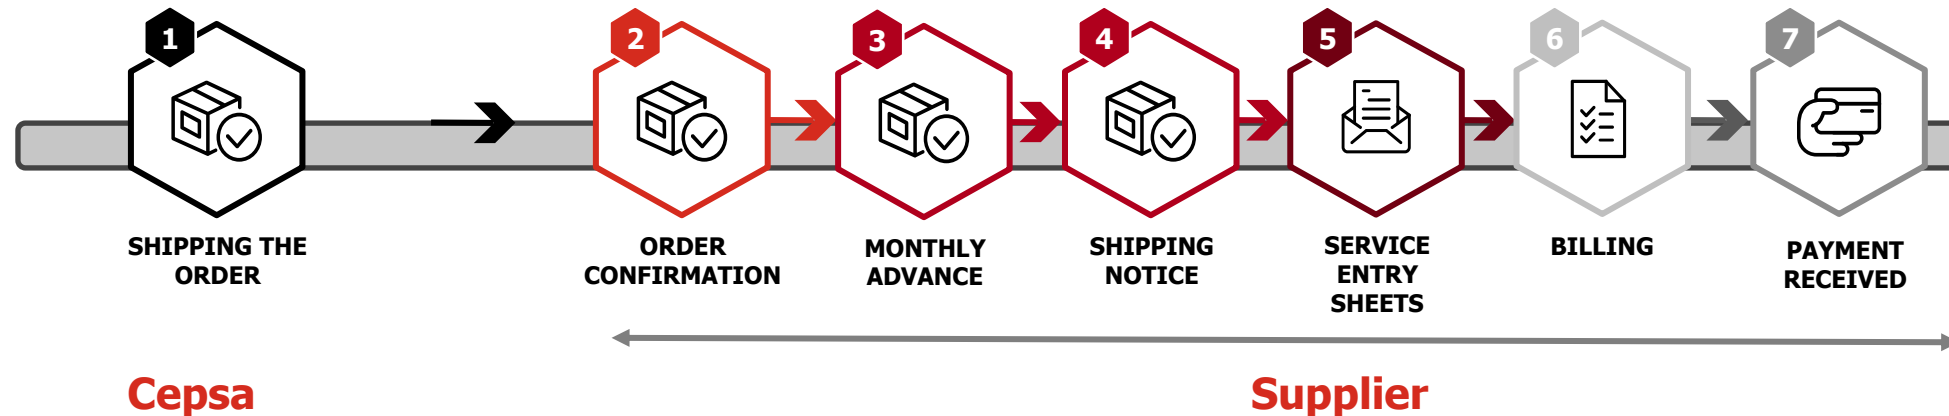 1
SHIPPING THE
ORDER
2
ORDER
CONFIRMATION
3
MONTHLY
ADVANCE
4
SHIPPING
NOTICE
5
SERVICE
ENTRY
SHEETS
6
BILLING
7
PAYMENT
RECEIVED
Cepsa
Supplier